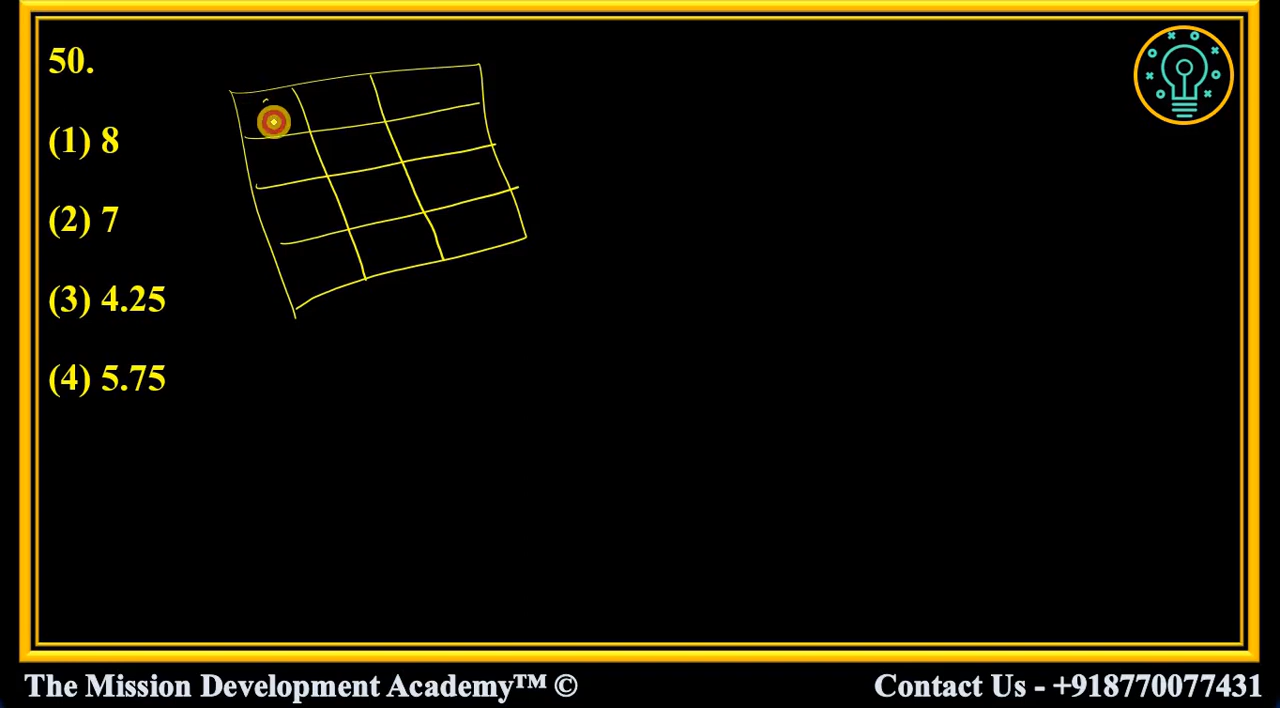 50.
(1) 8
(2) 7
(3) 4.25
(4) 5.75
The Mission Development Academy™ ©
Contact Us - +918770077431